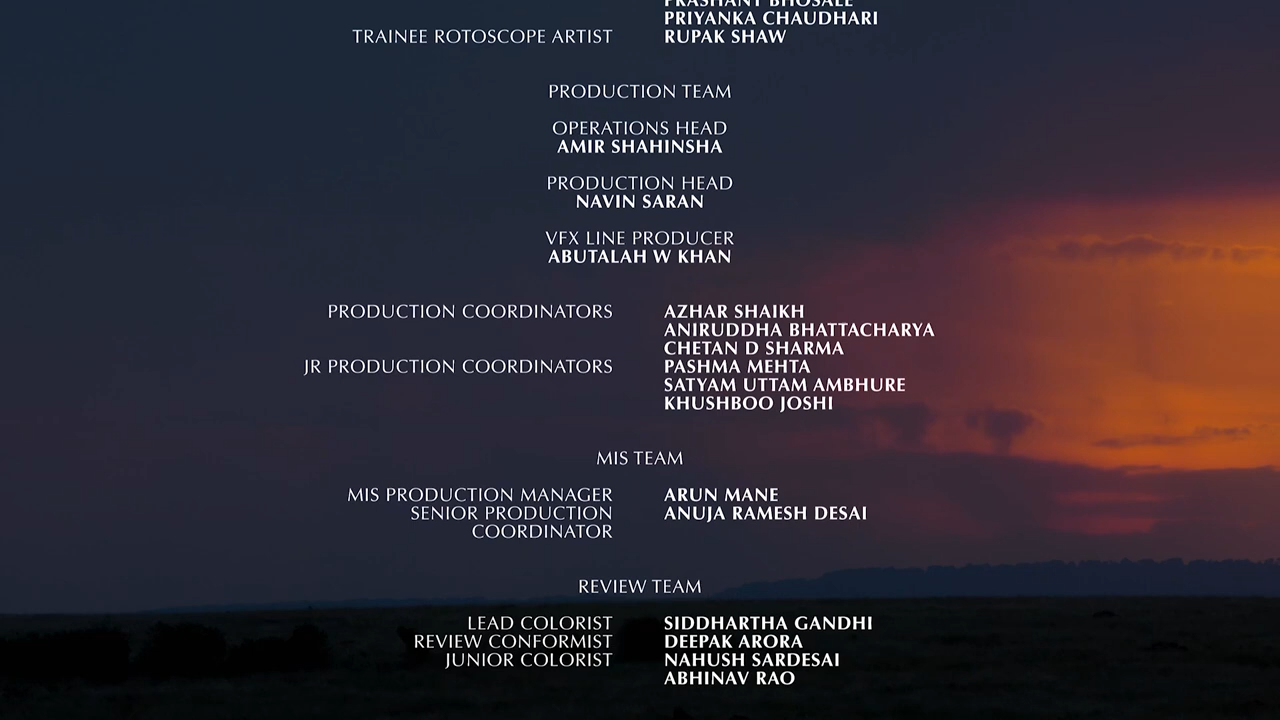 PRASHANT BHOSALE
PRIYANKA CHAUDHARI
TRAINEE ROTOSCOPE ARTIST RUPAK SHAW
PRODUCTION TEAM
OPERATIONS HEAD
AMIR SHAHINSHA
PRODUCTION HEAD
NAVIN SARAN
VFX LINE PRODUCER
ABUTALAH W KHAN
PRODUCTION COORDINATORS AZHAR SHAIKH
ANIRUDDHA BHATTACHARYA
CHETAN D SHARMA
JR PRODUCTION COORDINATORS PASHMA MEHTA
SATYAM UTTAM AMBHURE
KHUSHBOO JOSHI
MIS TEAM
MIS PRODUCTION MANAGER ARUN MANE
SENIOR PRODUCTION ANUJA RAMESH DESAI
COORDINATOR
REVIEW TEAM
LEAD COLORIST SIDDHARTHA GANDHI
REVIEW CONFORMIST DEEPAK ARORA
JUNIOR COLORIST NAHUSH SARDESAI
ABHINAV RAO